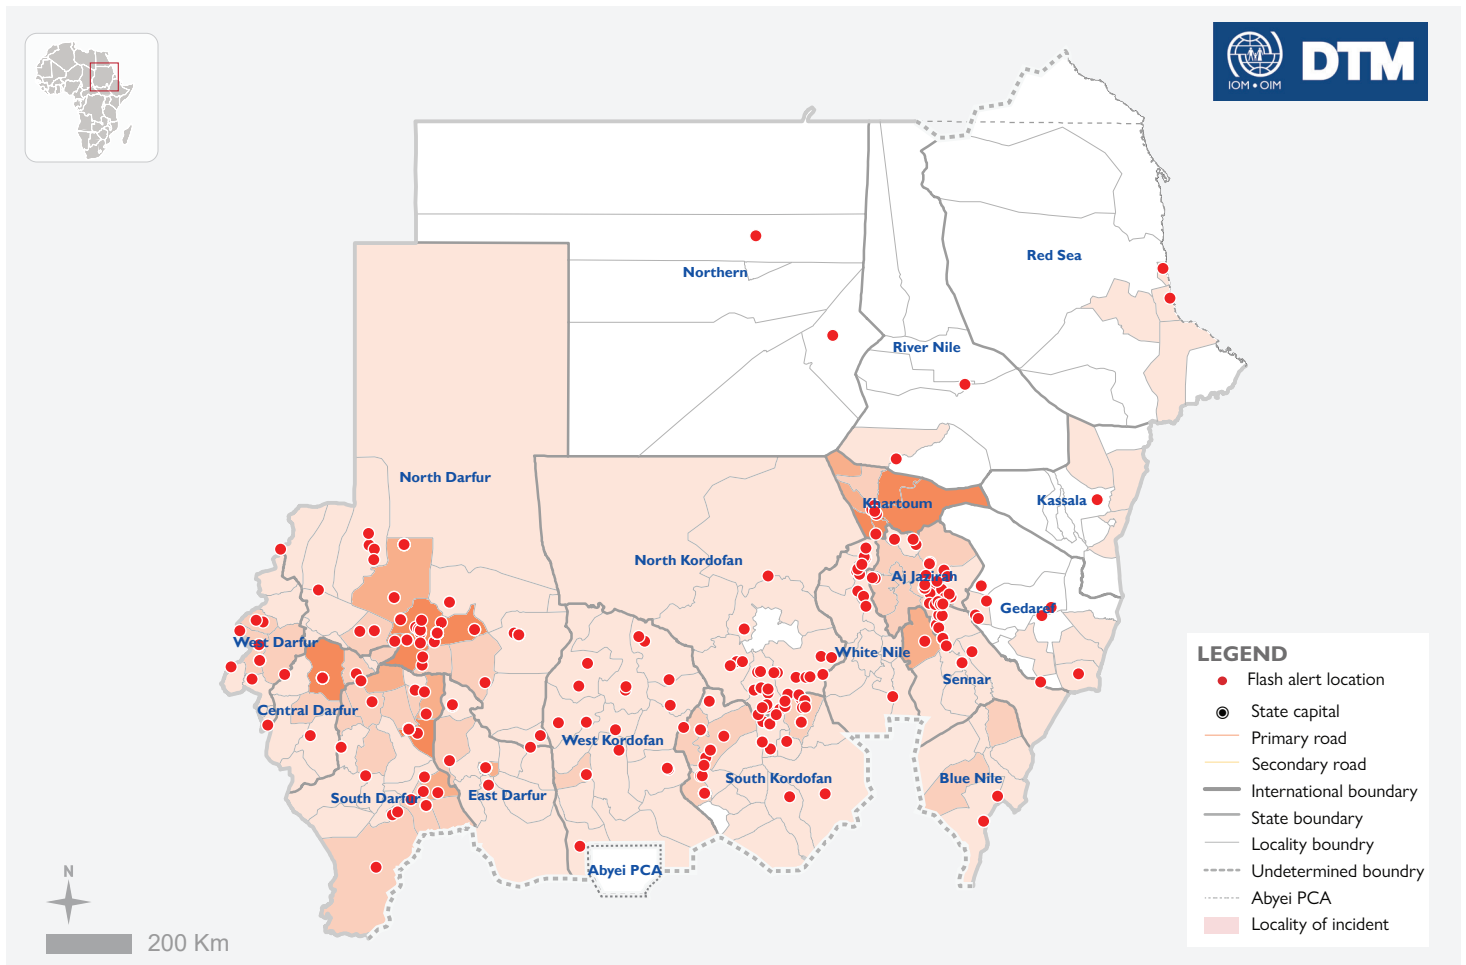 IOM • OIM
DTM
Northern
Red Sea
River Nile
North Darfur
Khartoum
Kassala
North Kordofan
Aj Jazirah
Gedaref
West Darfur
White Nile
Sennar
Central Darfur
West Kordofan
South Kordofan
Blue Nile
South Darfur
East Darfur
Abyei PCA
N
200 Km
LEGEND
Flash alert location
State capital
Primary road
Secondary road
International boundary
State boundary
Locality boundry
Undetermined boundry
Abyei PCA
Locality of incident